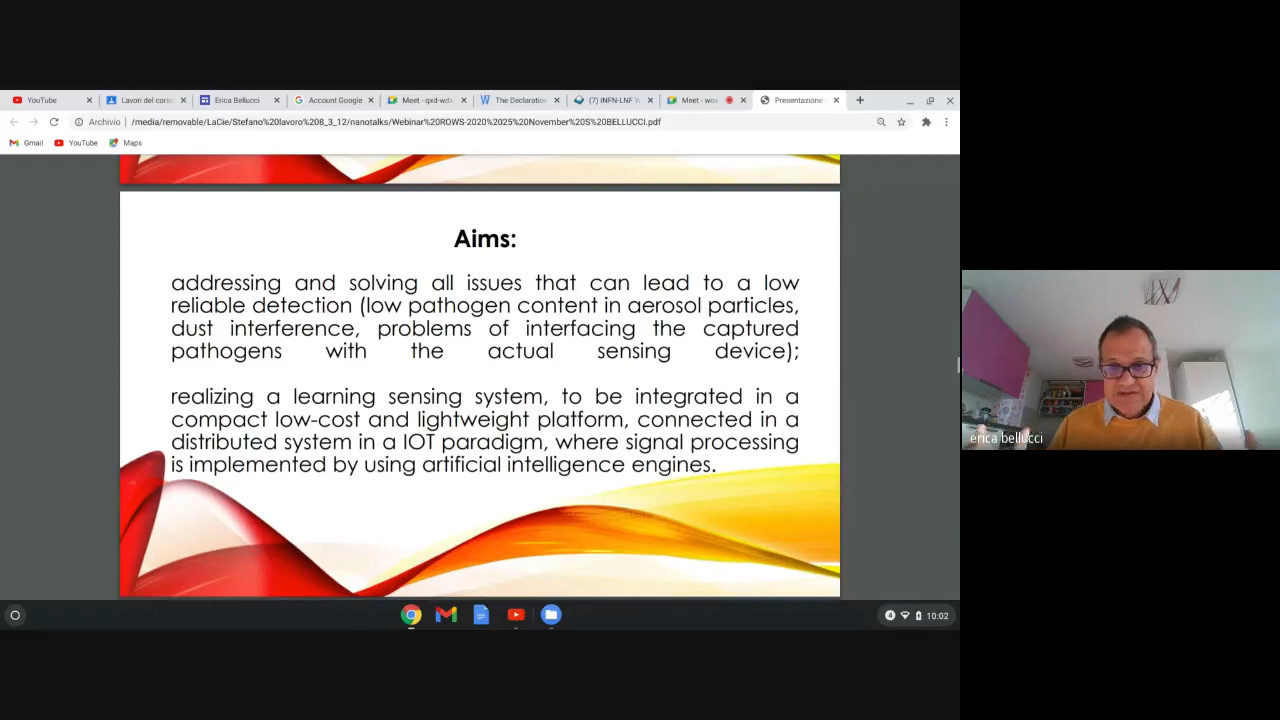 YouTube
Lavori del corso
Erica Bellucci
Account Google
Meet - qxd-wds
The Declaration
(7) INFN-LNF
Meet - wo
Presentazione
Archivio /media/removable/LaCie/Stefano%20lavoro%208_3_12/nanotalks/Webinar%20ROWS-2020%2025%20November%20S%20BELLUCCI.pdf
Gmail YouTube Maps
Aims:
addressing and solving all issues that can lead to a low
reliable detection (low pathogen content in aerosol particles,
dust interference, problems of interfacing the captured
pathogens with the actual sensing device);
realizing a learning sensing system, to be integrated in a
compact low-cost and lightweight platform, connected in a
distributed system in a IOT paradigm, where signal processing
is implemented by using artificial intelligence engines.
erica bellucci
4 10:02